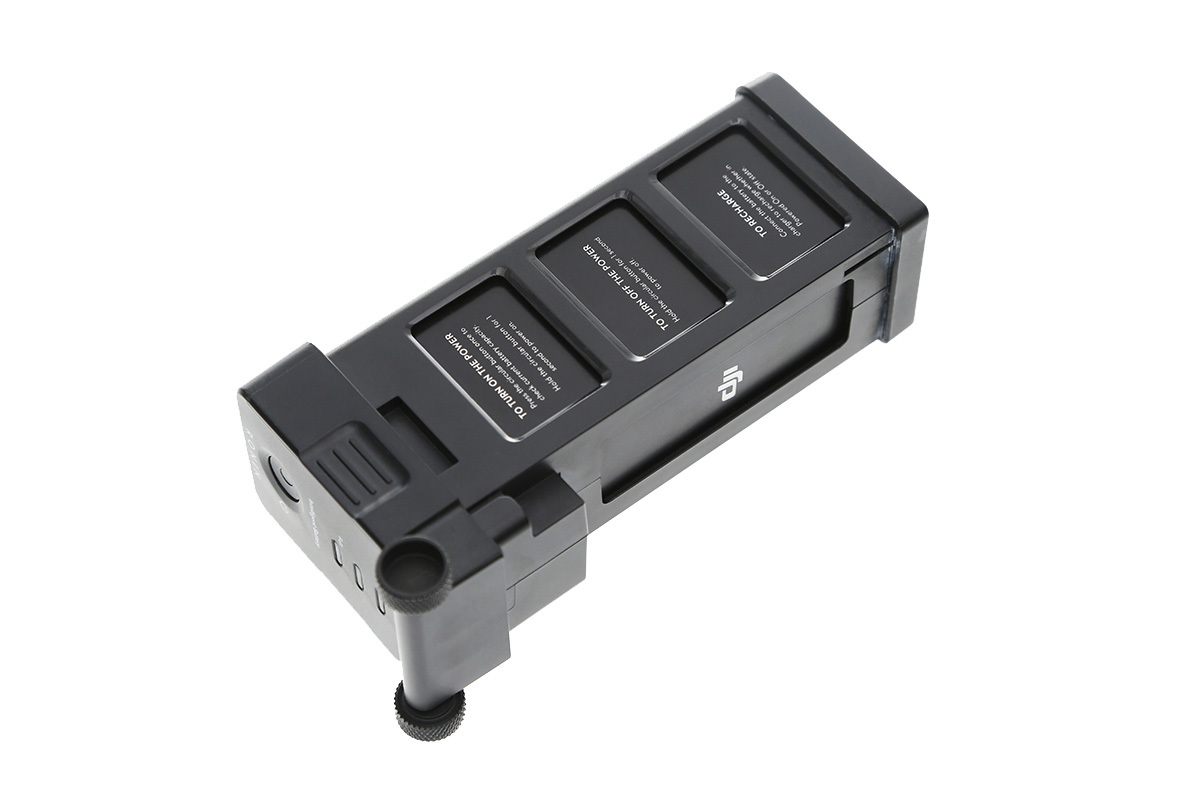 TO TURN ON THE POWER
Press the circular button once to
check current battery capacity.
Hold the circular button for 1
second to power on.
TO TURN OFF THE POWER
Hold the circular button for 1 second
to power off.
TO RECHARGE
Connect the battery to the
charger to recharge whether in
Powered On or Off state.
dji